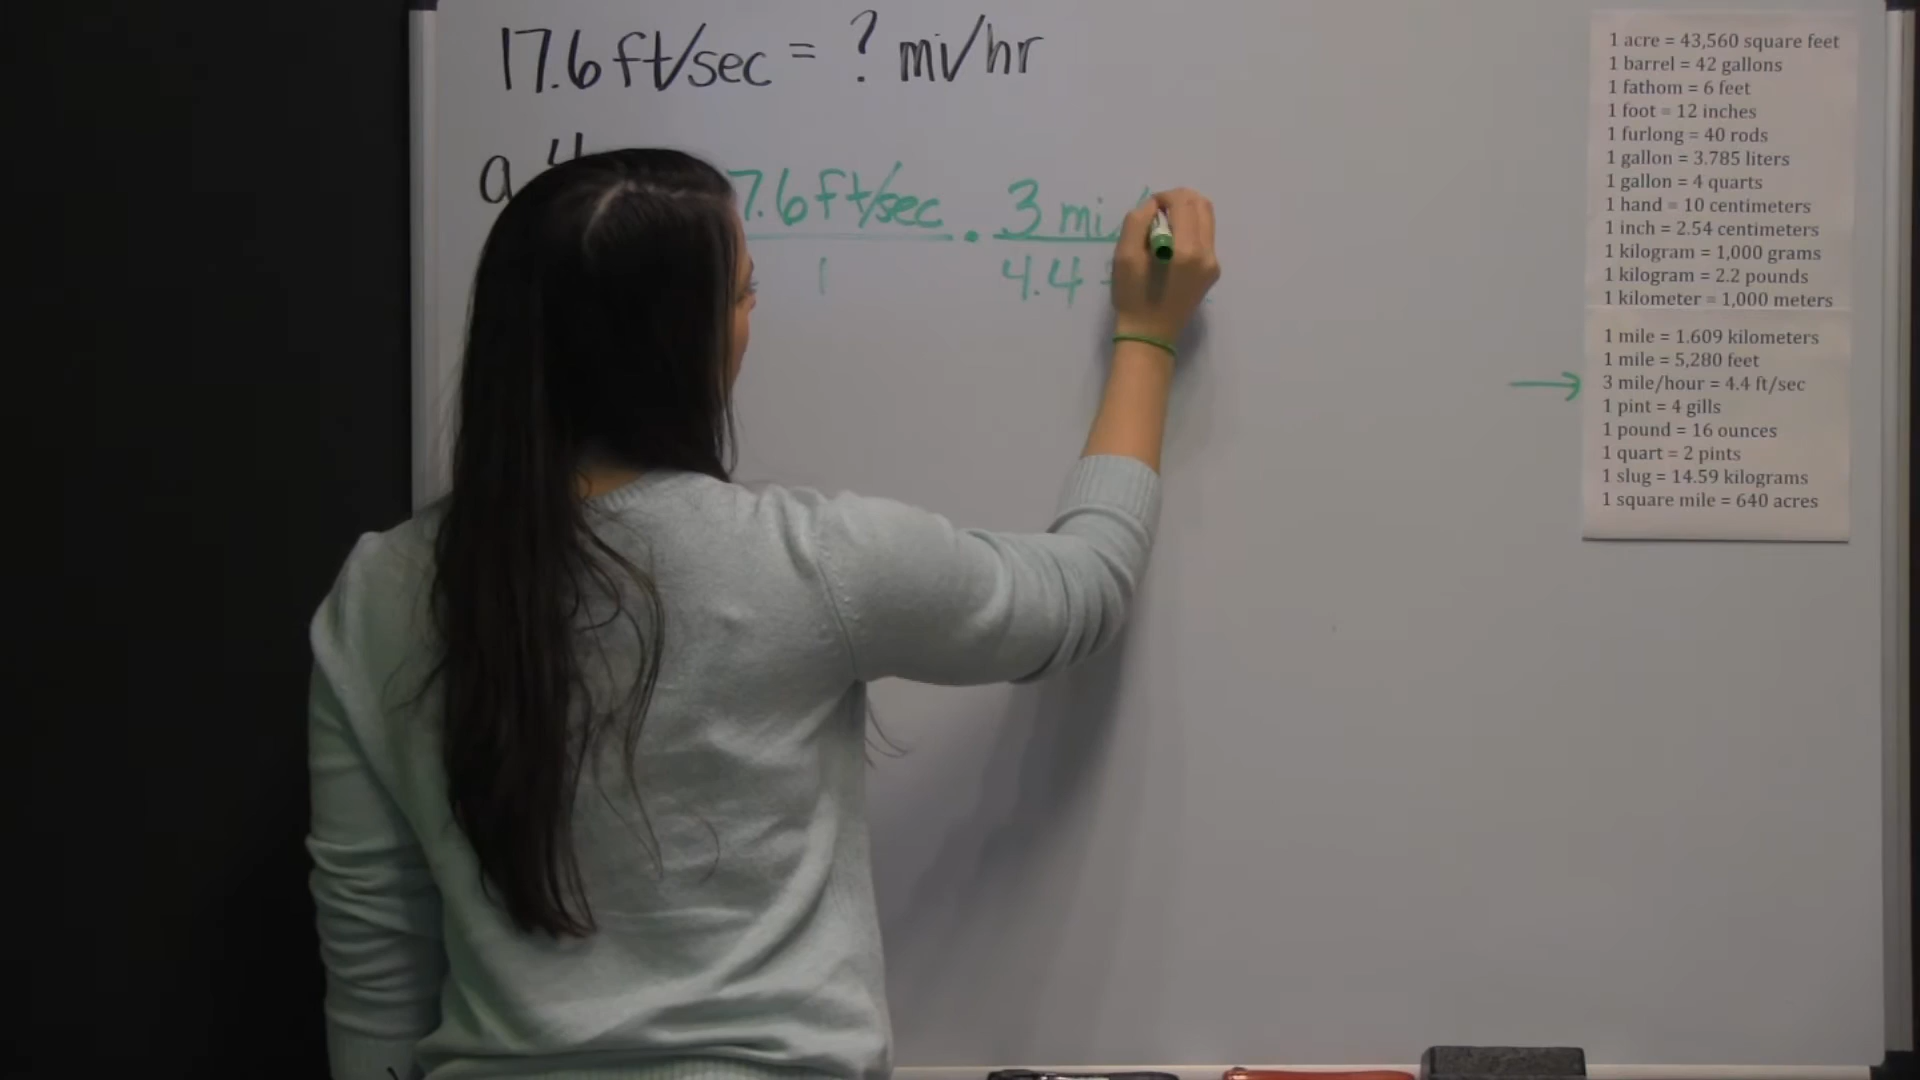 17.6 ft/sec = ? mi/hr
a
7.6 ft/sec . 3 mi/
1 4.4
1 acre = 43,560 square feet
1 barrel = 42 gallons
1 fathom = 6 feet
1 foot = 12 inches
1 furlong = 40 rods
1 gallon = 3.785 liters
1 gallon = 4 quarts
1 hand = 10 centimeters
1 inch = 2.54 centimeters
1 kilogram = 1,000 grams
1 kilogram = 2.2 pounds
1 kilometer = 1,000 meters
1 mile = 1.609 kilometers
1 mile = 5,280 feet
3 mile/hour = 4.4 ft/sec
1 pint = 4 gills
1 pound = 16 ounces
1 quart = 2 pints
1 slug = 14.59 kilograms
1 square mile = 640 acres